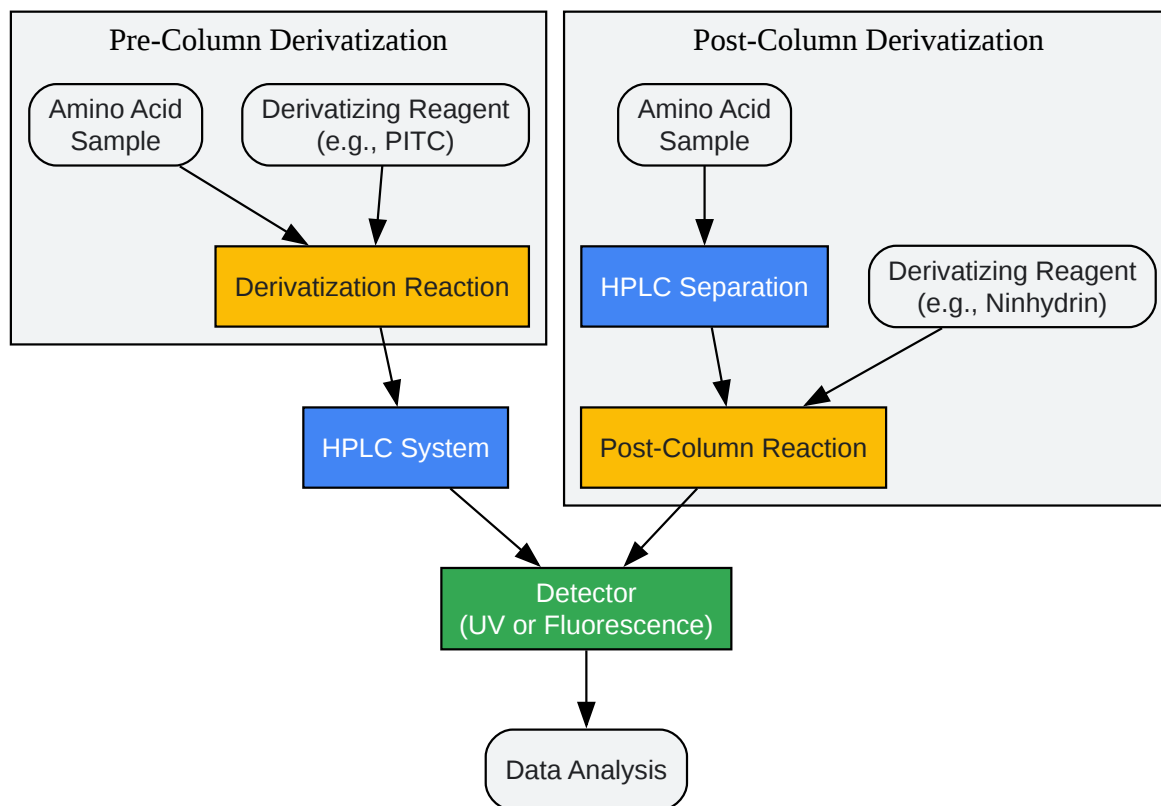 Pre-Column Derivatization
Amino Acid
Sample
Derivatizing Reagent
(e.g., PITC)
Derivatization Reaction
HPLC System
Post-Column Derivatization
Amino Acid
Sample
HPLC Separation
Derivatizing Reagent
(e.g., Ninhydrin)
Post-Column Reaction
Detector
(UV or Fluorescence)
Data Analysis